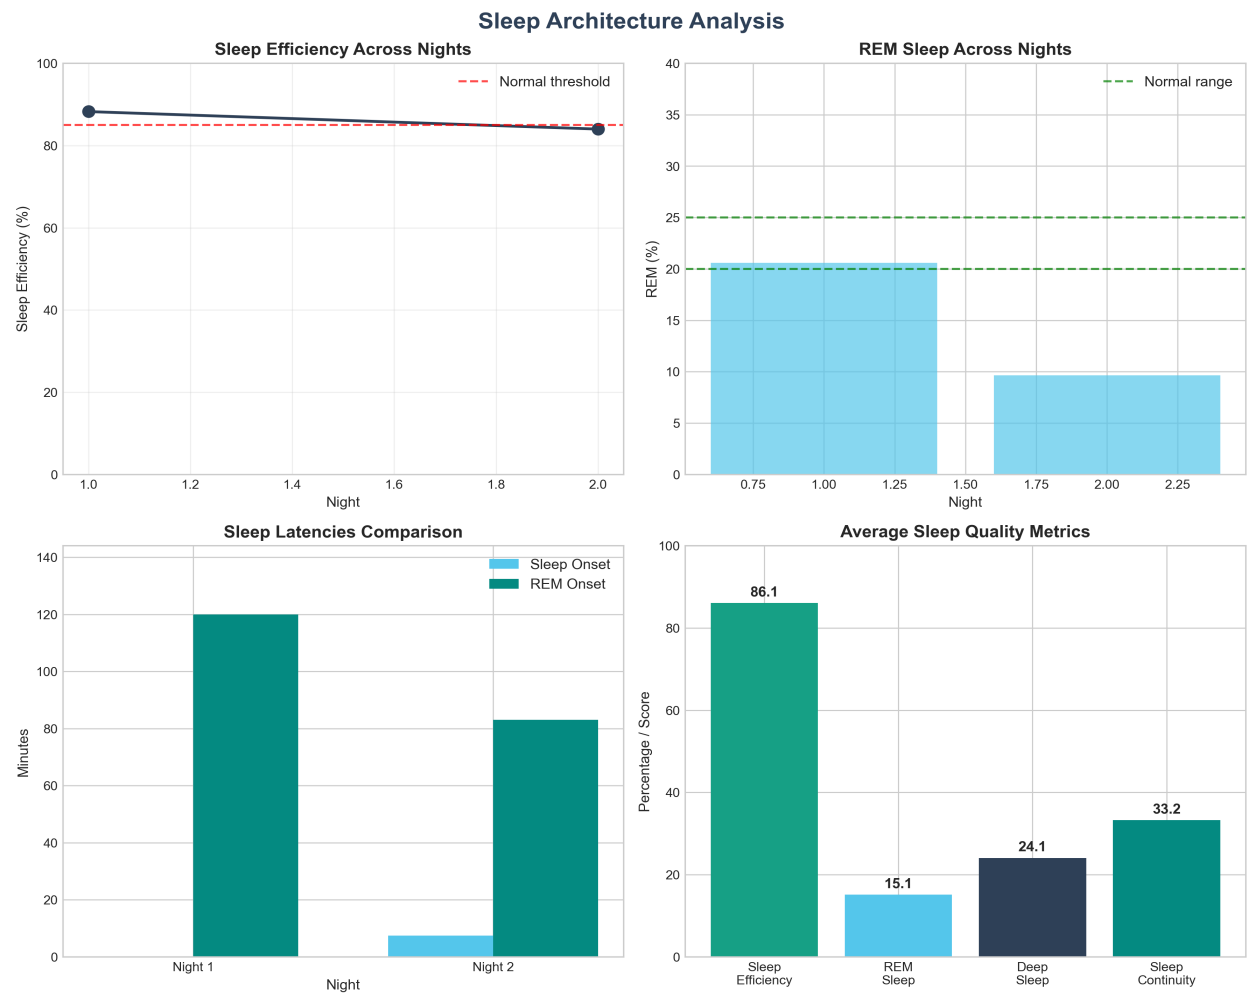 Sleep Architecture Analysis
Sleep Efficiency Across Nights
100
80
60
40
20
0
Sleep Efficiency (%)
Normal threshold
1.0 1.2 1.4 1.6 1.8 2.0
Night
REM Sleep Across Nights
40
35
30
25
20
15
10
5
0
REM (%)
Normal range
0.75 1.00 1.25 1.50 1.75 2.00 2.25
Night
Sleep Latencies Comparison
140
120
100
80
60
40
20
0
Minutes
Sleep Onset
REM Onset
Night 1 Night 2
Night
Average Sleep Quality Metrics
100
80
60
40
20
0
Percentage / Score
86.1
15.1
24.1
33.2
Sleep
Efficiency
REM
Sleep
Deep
Sleep
Sleep
Continuity